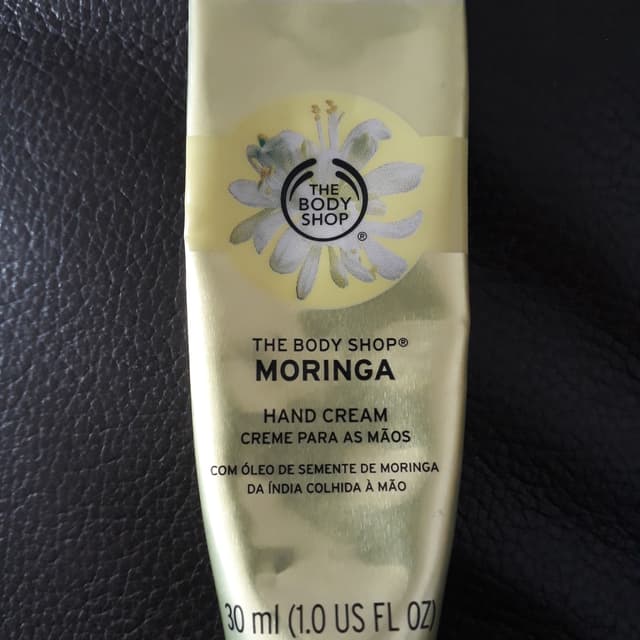 THE
BODY
SHOP
®
THE BODY SHOP®
MORINGA
HAND CREAM
CREME PARA AS MÃOS
COM ÓLEO DE SEMENTE DE MORINGA
DA ÍNDIA COLHIDA À MÃO
30 ml (1.0 US FL OZ)